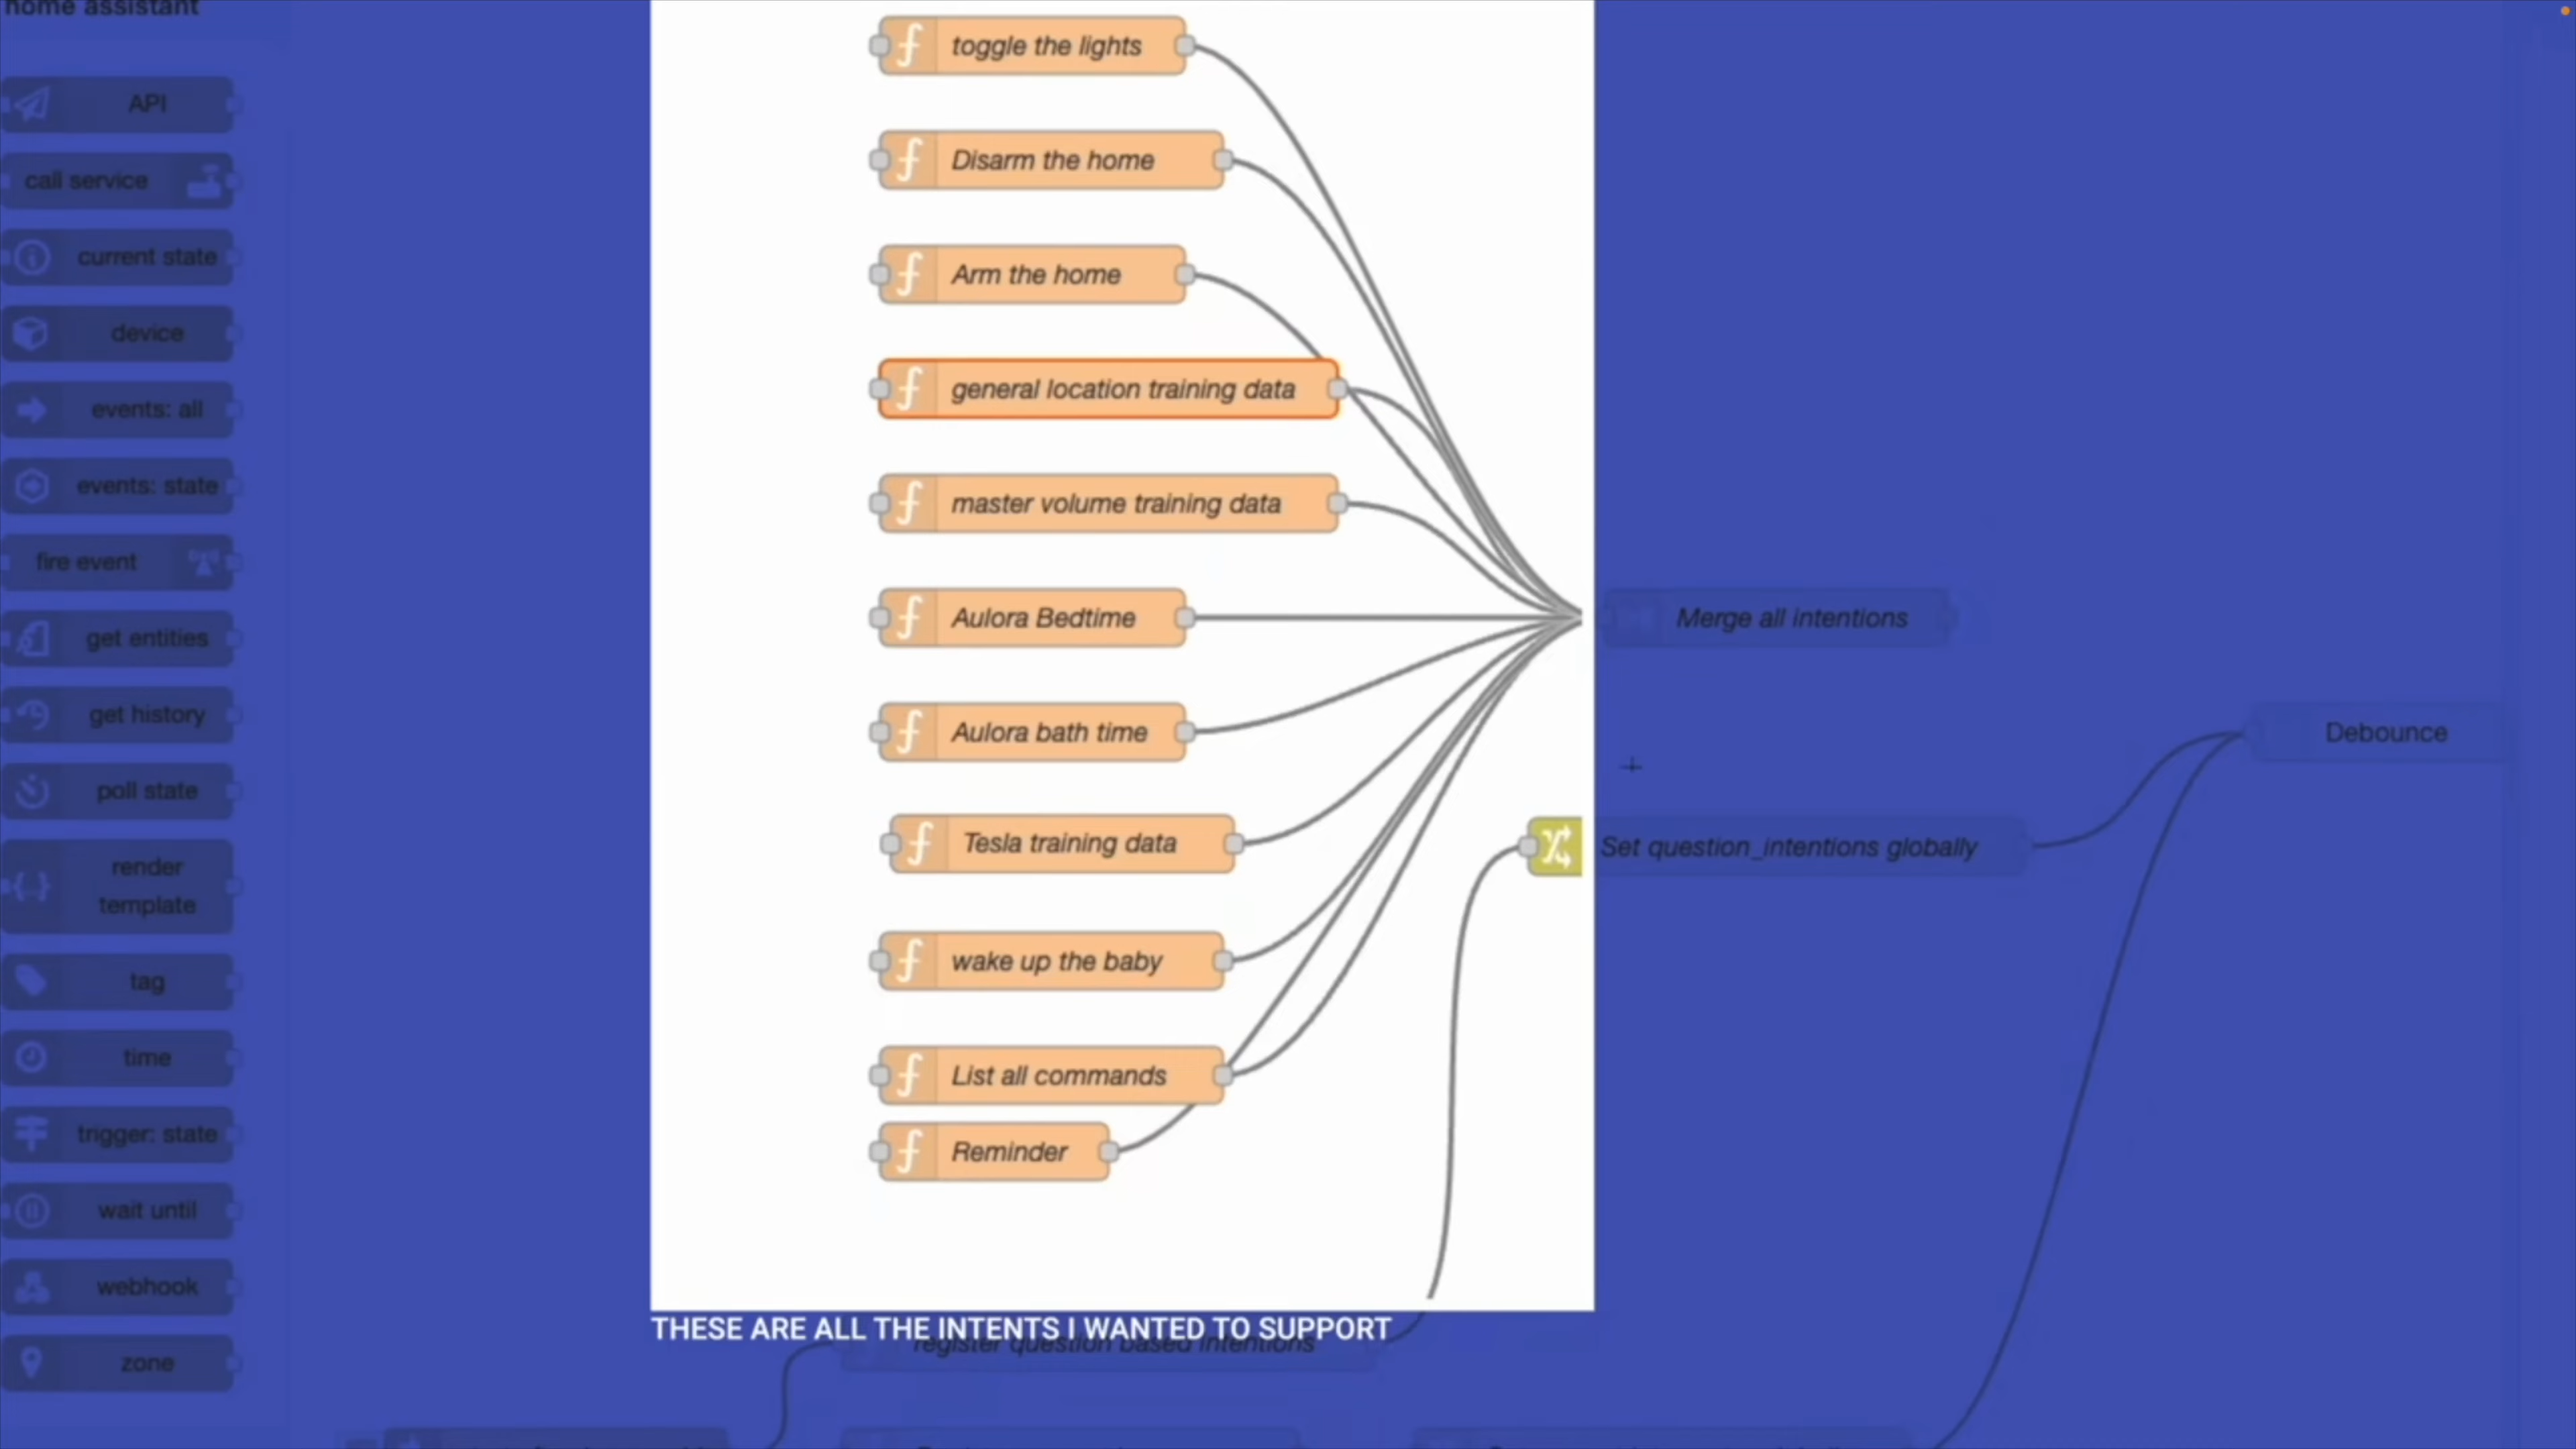 home assistant
API
call service
current state
device
events: all
events: state
fire event
get entities
get history
poll state
render
template
tag
time
trigger: state
wait until
webhook
zone
toggle the lights
Disarm the home
Arm the home
general location training data
master volume training data
Aulora Bedtime
Aulora bath time
Tesla training data
wake up the baby
List all commands
Reminder
Merge all intentions
Debounce
Set question_intentions globally
THESE ARE ALL THE INTENTS I WANTED TO SUPPORT
register question based intentions